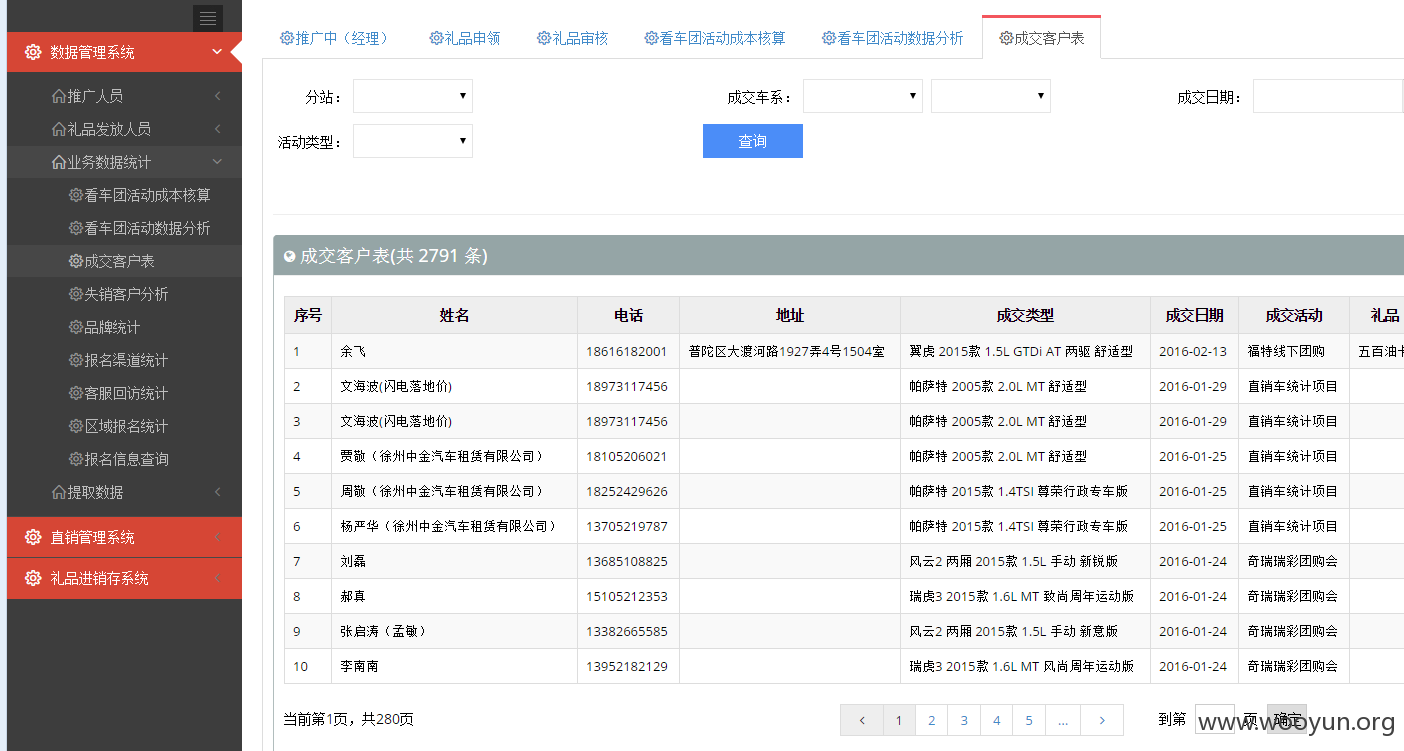 数据管理系统
推广人员
礼品发放人员
业务数据统计
看车团活动成本核算
看车团活动数据分析
成交客户表
失销客户分析
品牌统计
报名渠道统计
客服回访统计
区域报名统计
报名信息查询
提取数据
直销管理系统
礼品进销存系统
推广中（经理） 礼品申领 礼品审核 看车团活动成本核算 看车团活动数据分析 成交客户表
分站： 成交车系： 成交日期：
活动类型： 查询
成交客户表(共 2791 条)
序号 姓名 电话 地址 成交类型 成交日期 成交活动 礼品
1 余飞 18616182001 普陀区大渡河路1927弄4号1504室 翼虎 2015款 1.5L GTDi AT 两驱 舒适型 2016-02-13 福特线下团购 五百油卡
2 文海波(闪电落地价) 18973117456 帕萨特 2005款 2.0L MT 舒适型 2016-01-29 直销车统计项目
3 文海波(闪电落地价) 18973117456 帕萨特 2005款 2.0L MT 舒适型 2016-01-29 直销车统计项目
4 贾敬（徐州中金汽车租赁有限公司） 18105206021 帕萨特 2005款 2.0L MT 舒适型 2016-01-25 直销车统计项目
5 周敬（徐州中金汽车租赁有限公司） 18252429626 帕萨特 2015款 1.4TSI 尊荣行政专车版 2016-01-25 直销车统计项目
6 杨严华（徐州中金汽车租赁有限公司） 13705219787 帕萨特 2015款 1.4TSI 尊荣行政专车版 2016-01-25 直销车统计项目
7 刘磊 13685108825 风云2 两厢 2015款 1.5L 手动 新锐版 2016-01-24 奇瑞瑞彩团购会
8 郝真 15105212353 瑞虎3 2015款 1.6L MT 致尚周年运动版 2016-01-24 奇瑞瑞彩团购会
9 张启涛（孟敏） 13382665585 风云2 两厢 2015款 1.5L 手动 新意版 2016-01-24 奇瑞瑞彩团购会
10 李南南 13952182129 瑞虎3 2015款 1.6L MT 风尚周年运动版 2016-01-24 奇瑞瑞彩团购会
当前第1页，共280页 ‹ 1 2 3 4 5 ... › 到第 页 确定
www.wooyun.org